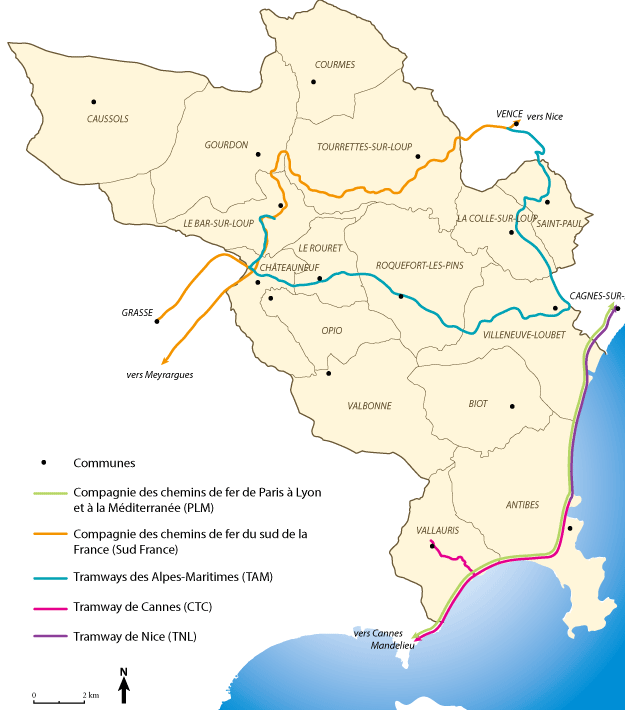 COURMES
CAUSSOLS
VENCE
vers Nice
GOURDON
TOURRETTES-SUR-LOUP
LE BAR-SUR-LOUP
LA COLLE-SUR-LOUP
SAINT-PAUL
LE ROURET
CHÂTEAUNEUF
ROQUEFORT-LES-PINS
CAGNES-SUR-
GRASSE
OPIO
VILLENEUVE-LOUBET
vers Meyrargues
VALBONNE
BIOT
ANTIBES
VALLAURIS
vers Cannes
Mandelieu
Communes
Compagnie des chemins de fer de Paris à Lyon
et à la Méditerranée (PLM)
Compagnie des chemins de fer du sud de la
France (Sud France)
Tramways des Alpes-Maritimes (TAM)
Tramway de Cannes (CTC)
Tramway de Nice (TNL)
N
0 2 km